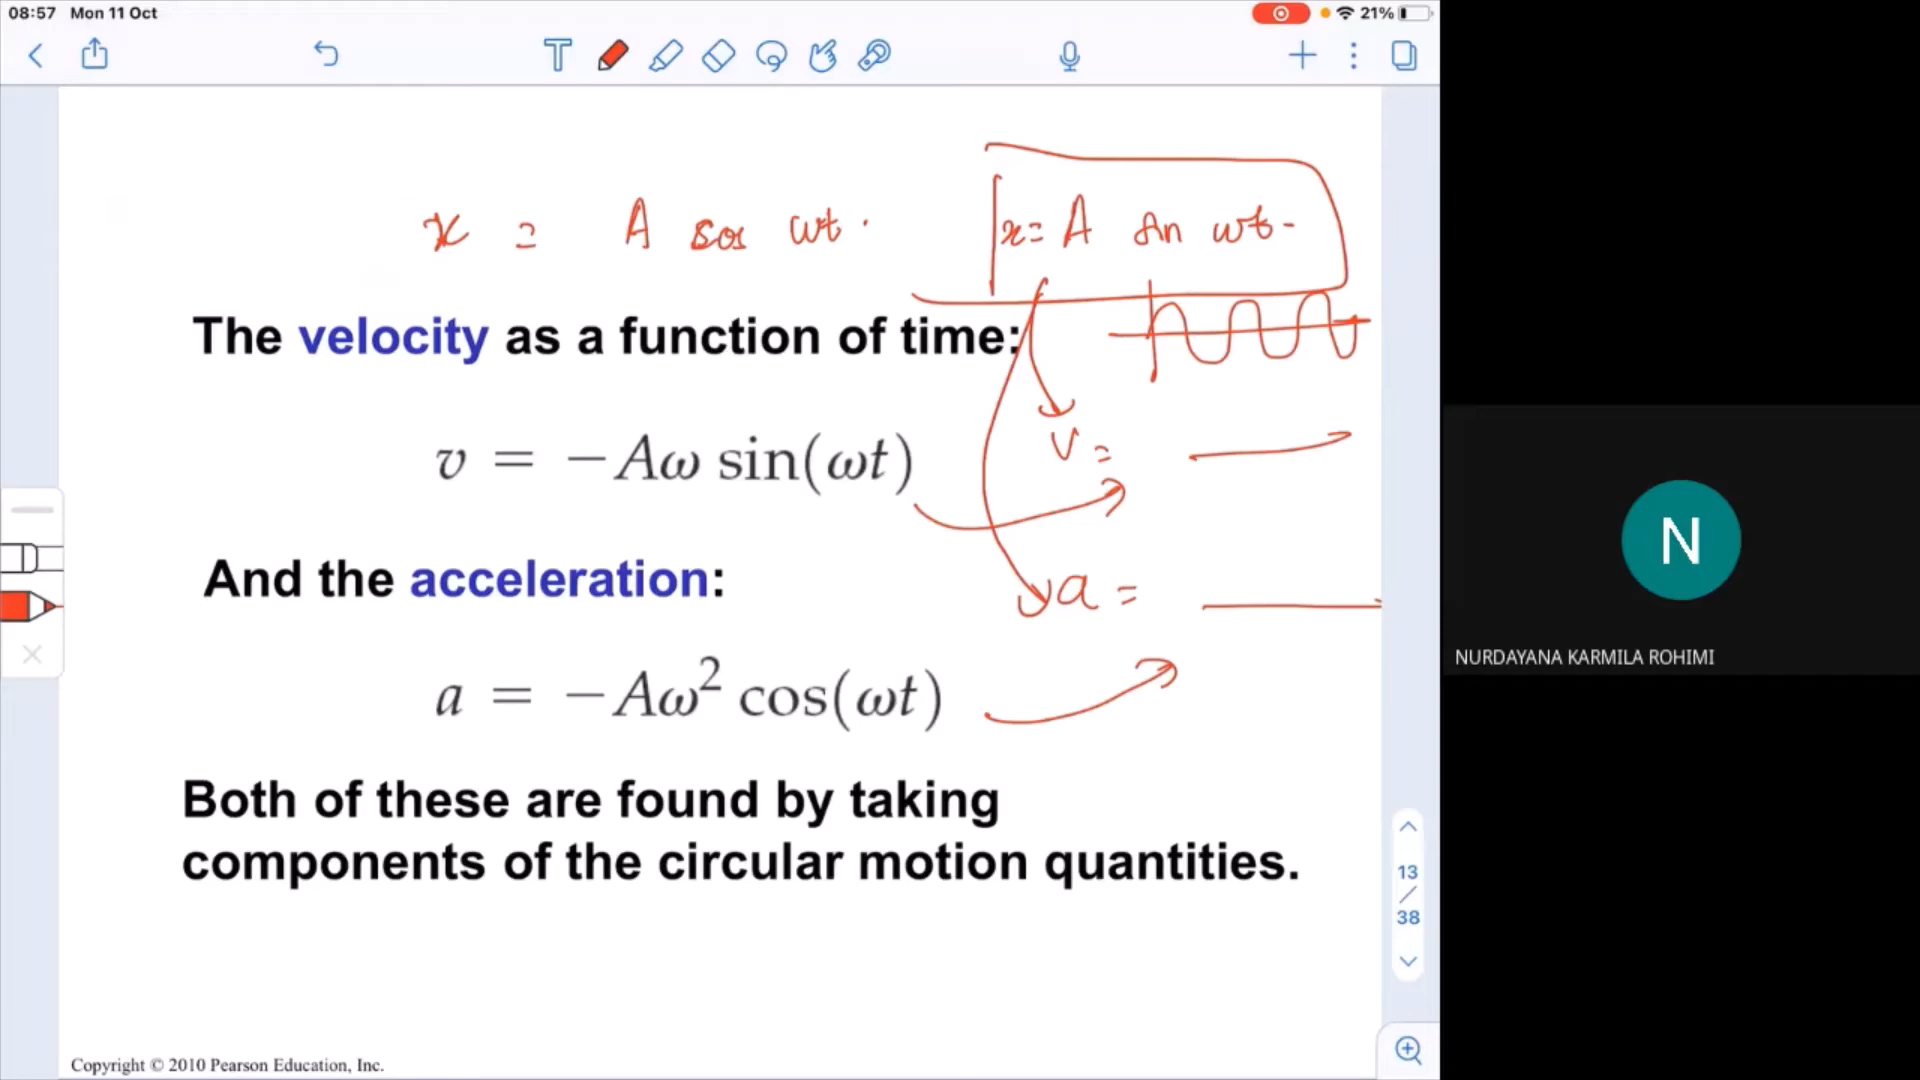 08:57 Mon 11 Oct
21%
x = A cos ωt.
x = A sin ωt-
The velocity as a function of time:
v = −Aω sin(ωt)
v =
And the acceleration:
a =
a = −Aω² cos(ωt)
Both of these are found by taking
components of the circular motion quantities.
13
/
38
Copyright © 2010 Pearson Education, Inc.
N
NURDAYANA KARMILA ROHIMI